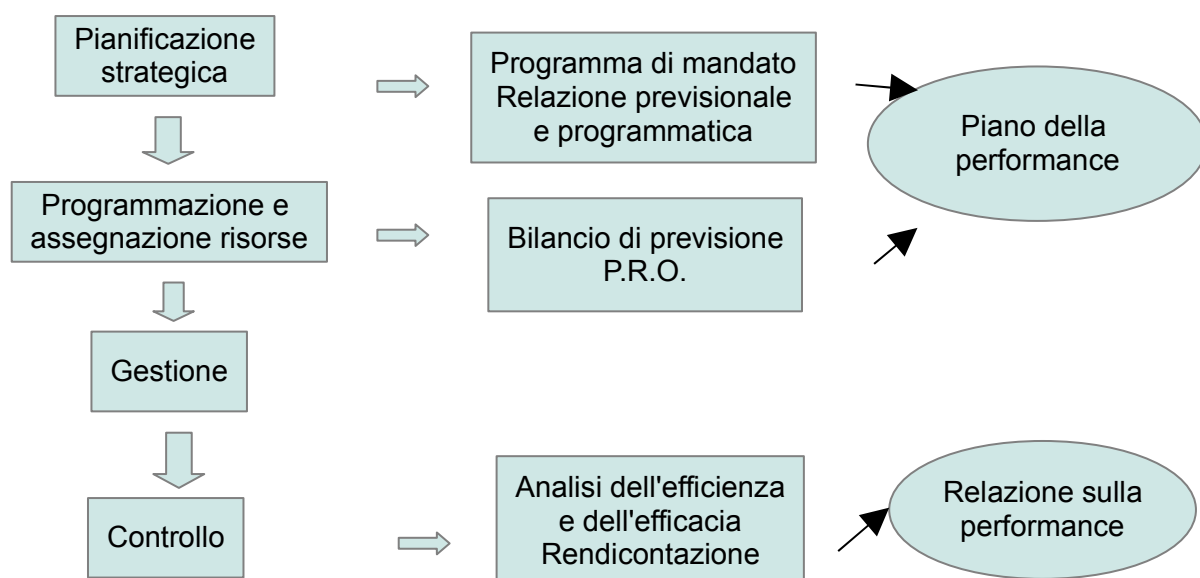 Pianificazione
strategica
Programma di mandato
Relazione previsionale
e programmatica
Piano della
performance
Programmazione e
assegnazione risorse
Bilancio di previsione
P.R.O.
Gestione
Controllo
Analisi dell'efficienza
e dell'efficacia
Rendicontazione
Relazione sulla
performance